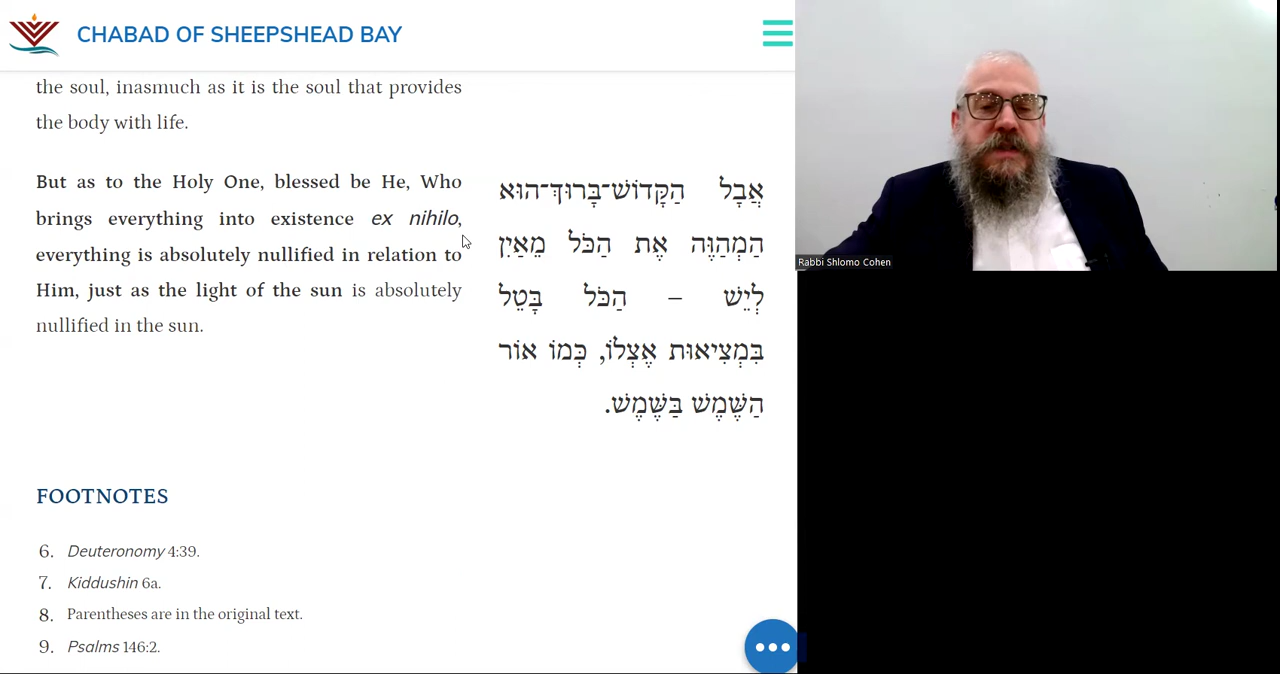 CHABAD OF SHEEPSHEAD BAY
the soul, inasmuch as it is the soul that provides
the body with life.
But as to the Holy One, blessed be He, Who
brings everything into existence ex nihilo,
everything is absolutely nullified in relation to
Him, just as the light of the sun is absolutely
nullified in the sun.
אֲבָל הַקָּדוֹשׁ־בָּרוּךְ־הוּא
הַמְהַוֶּה אֶת הַכֹּל מֵאַיִן
לְיֵשׁ – הַכֹּל בָּטֵל
בִּמְצִיאוּת אֶצְלוֹ, כְּמוֹ אוֹר
הַשֶּׁמֶשׁ בַּשֶּׁמֶשׁ.
FOOTNOTES
6. Deuteronomy 4:39.
7. Kiddushin 6a.
8. Parentheses are in the original text.
9. Psalms 146:2.
Rabbi Shlomo Cohen